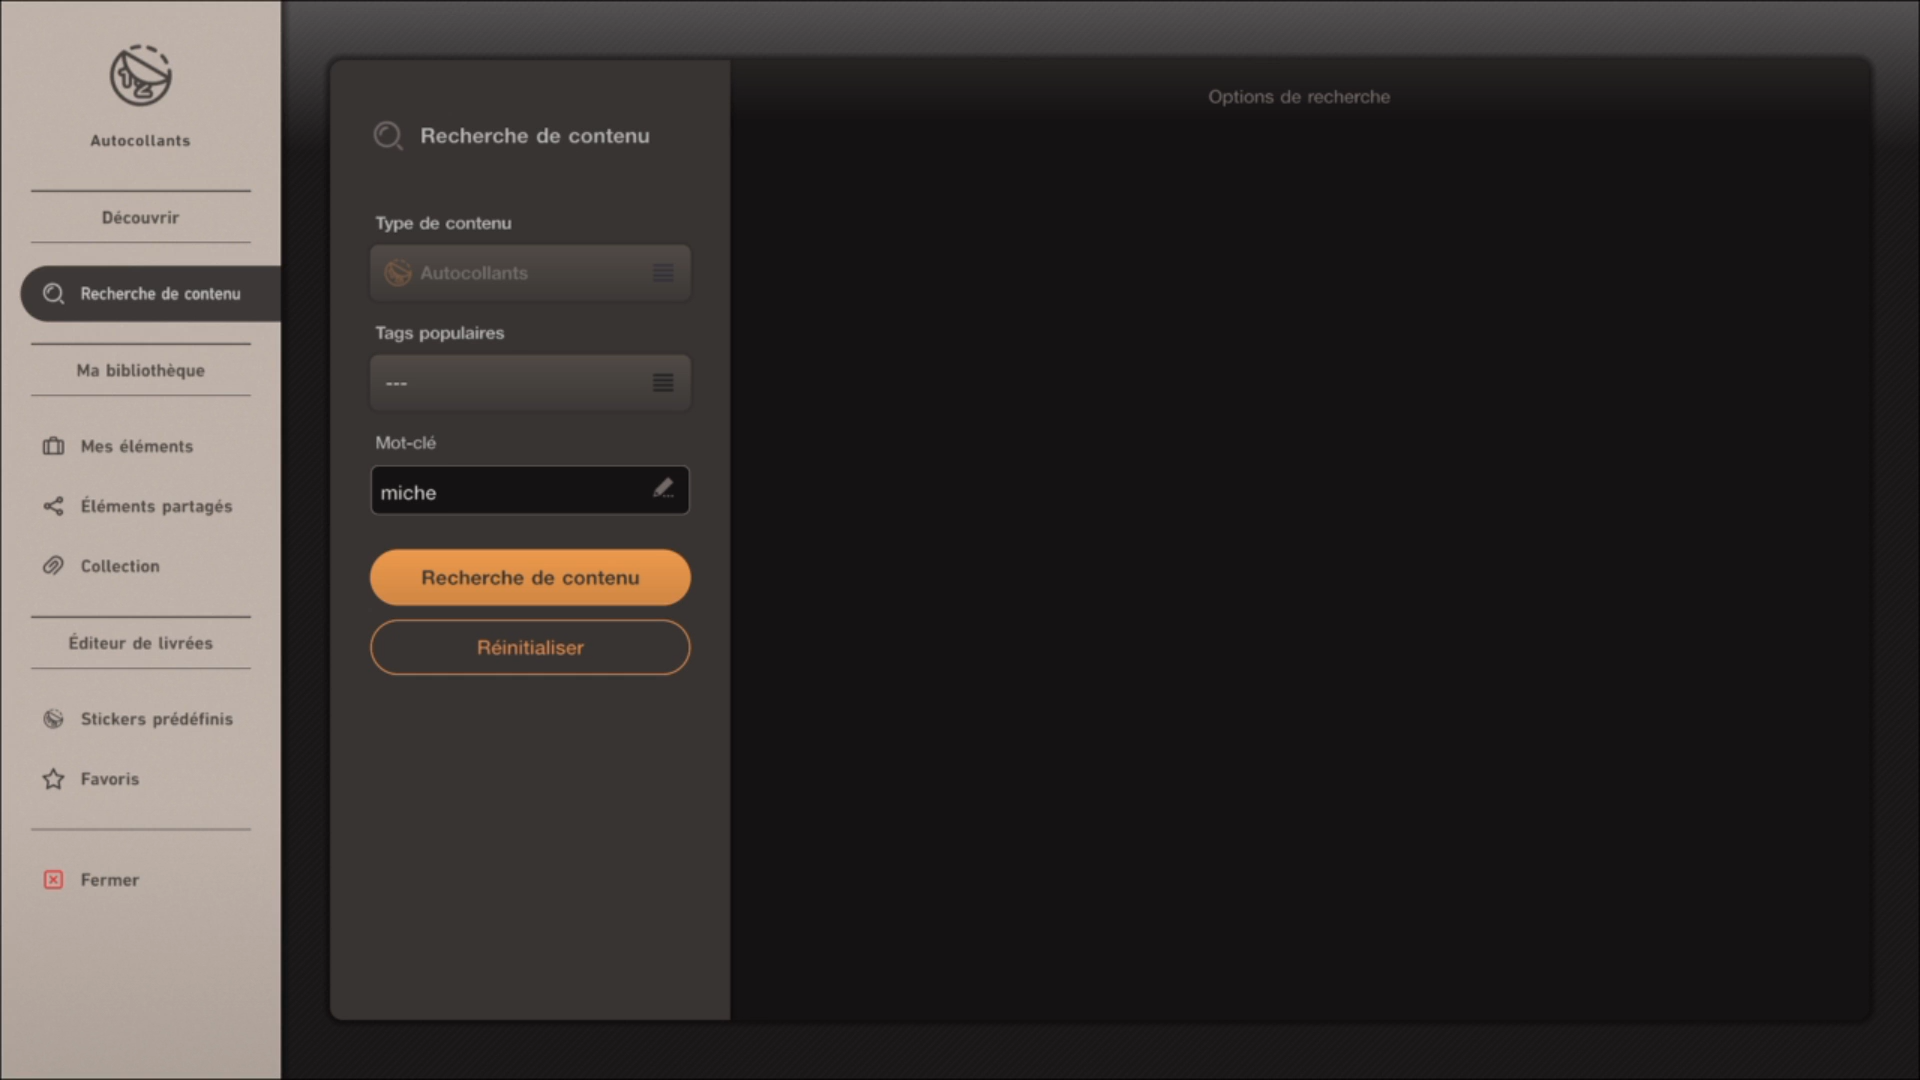 Autocollants
Découvrir
Recherche de contenu
Ma bibliothèque
Mes éléments
Éléments partagés
Collection
Éditeur de livrées
Stickers prédéfinis
Favoris
Fermer
Recherche de contenu
Type de contenu
Autocollants
Tags populaires
---
Mot-clé
miche
Recherche de contenu
Réinitialiser
Options de recherche